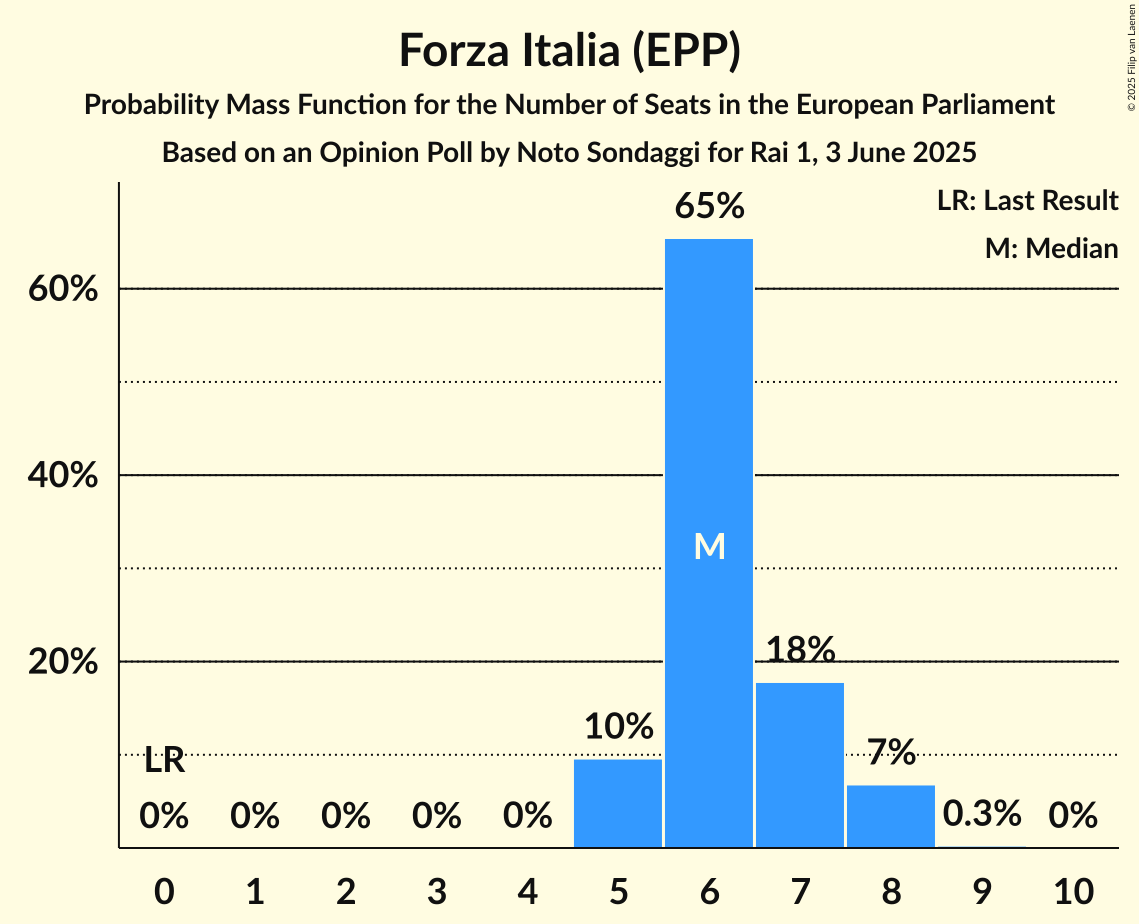 Forza Italia (EPP)
Probability Mass Function for the Number of Seats in the European Parliament
Based on an Opinion Poll by Noto Sondaggi for Rai 1, 3 June 2025
© 2025 Filip van Laenen
LR: Last Result
M: Median
65%
60%
40%
M
20%
18%
10%
7%
LR
0% 0% 0% 0% 0% 0.3% 0%
0 1 2 3 4 5 6 7 8 9 10